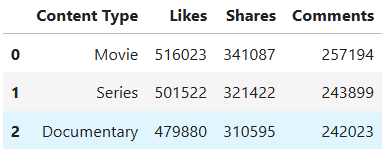 Content Type Likes Shares Comments
0 Movie 516023 341087 257194
1 Series 501522 321422 243899
2 Documentary 479880 310595 242023